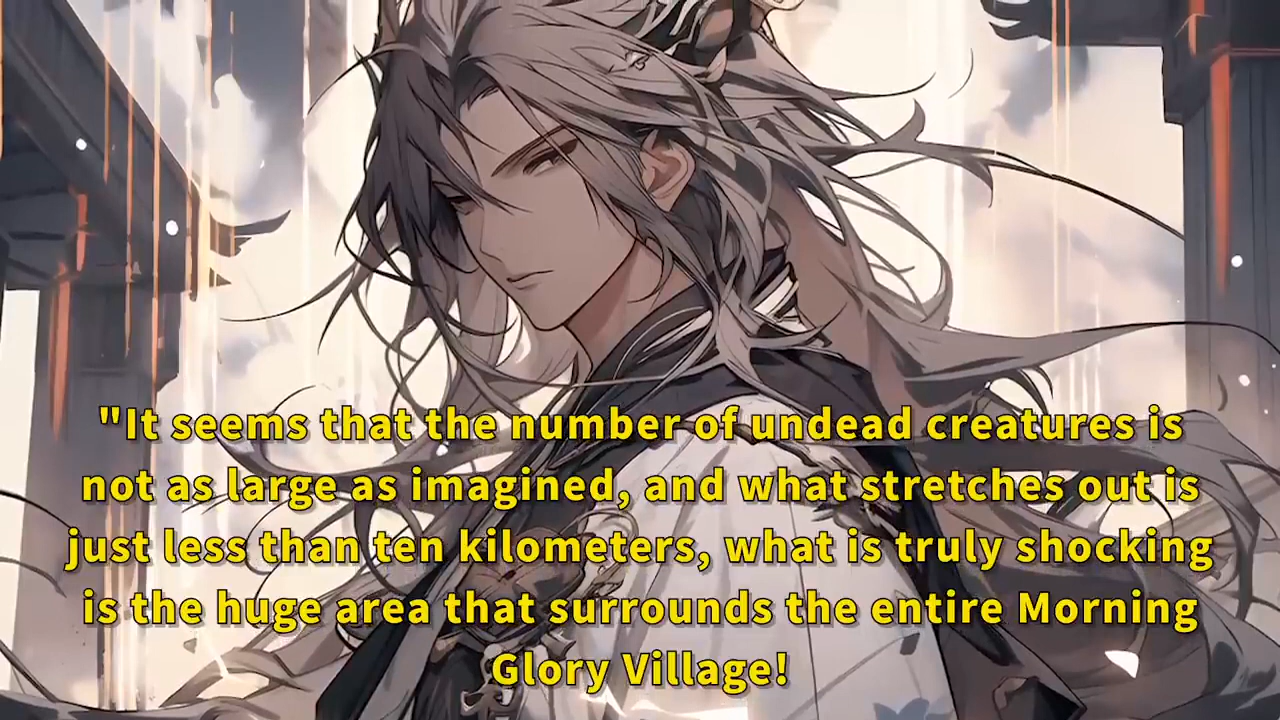 "It seems that the number of undead creatures is
not as large as imagined, and what stretches out is
just less than ten kilometers, what is truly shocking
is the huge area that surrounds the entire Morning
Glory Village!